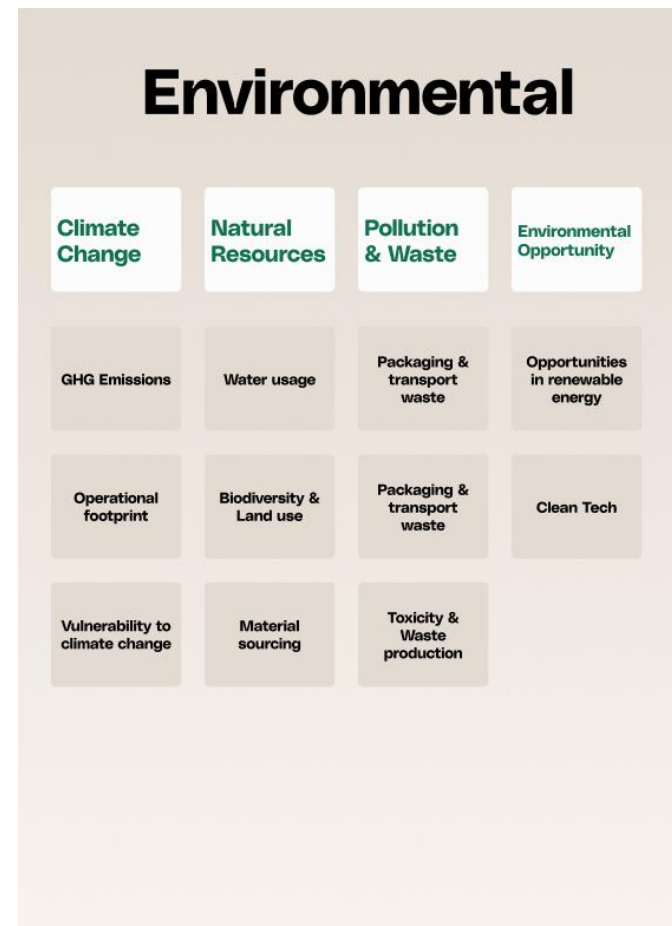 Environmental
Climate
Change
Natural
Resources
Pollution
& Waste
Environmental
Opportunity
GHG Emissions
Water usage
Packaging &
transport
waste
Opportunities
in renewable
energy
Operational
footprint
Biodiversity &
Land use
Packaging &
transport
waste
Clean Tech
Vulnerability to
climate change
Material
sourcing
Toxicity &
Waste
production